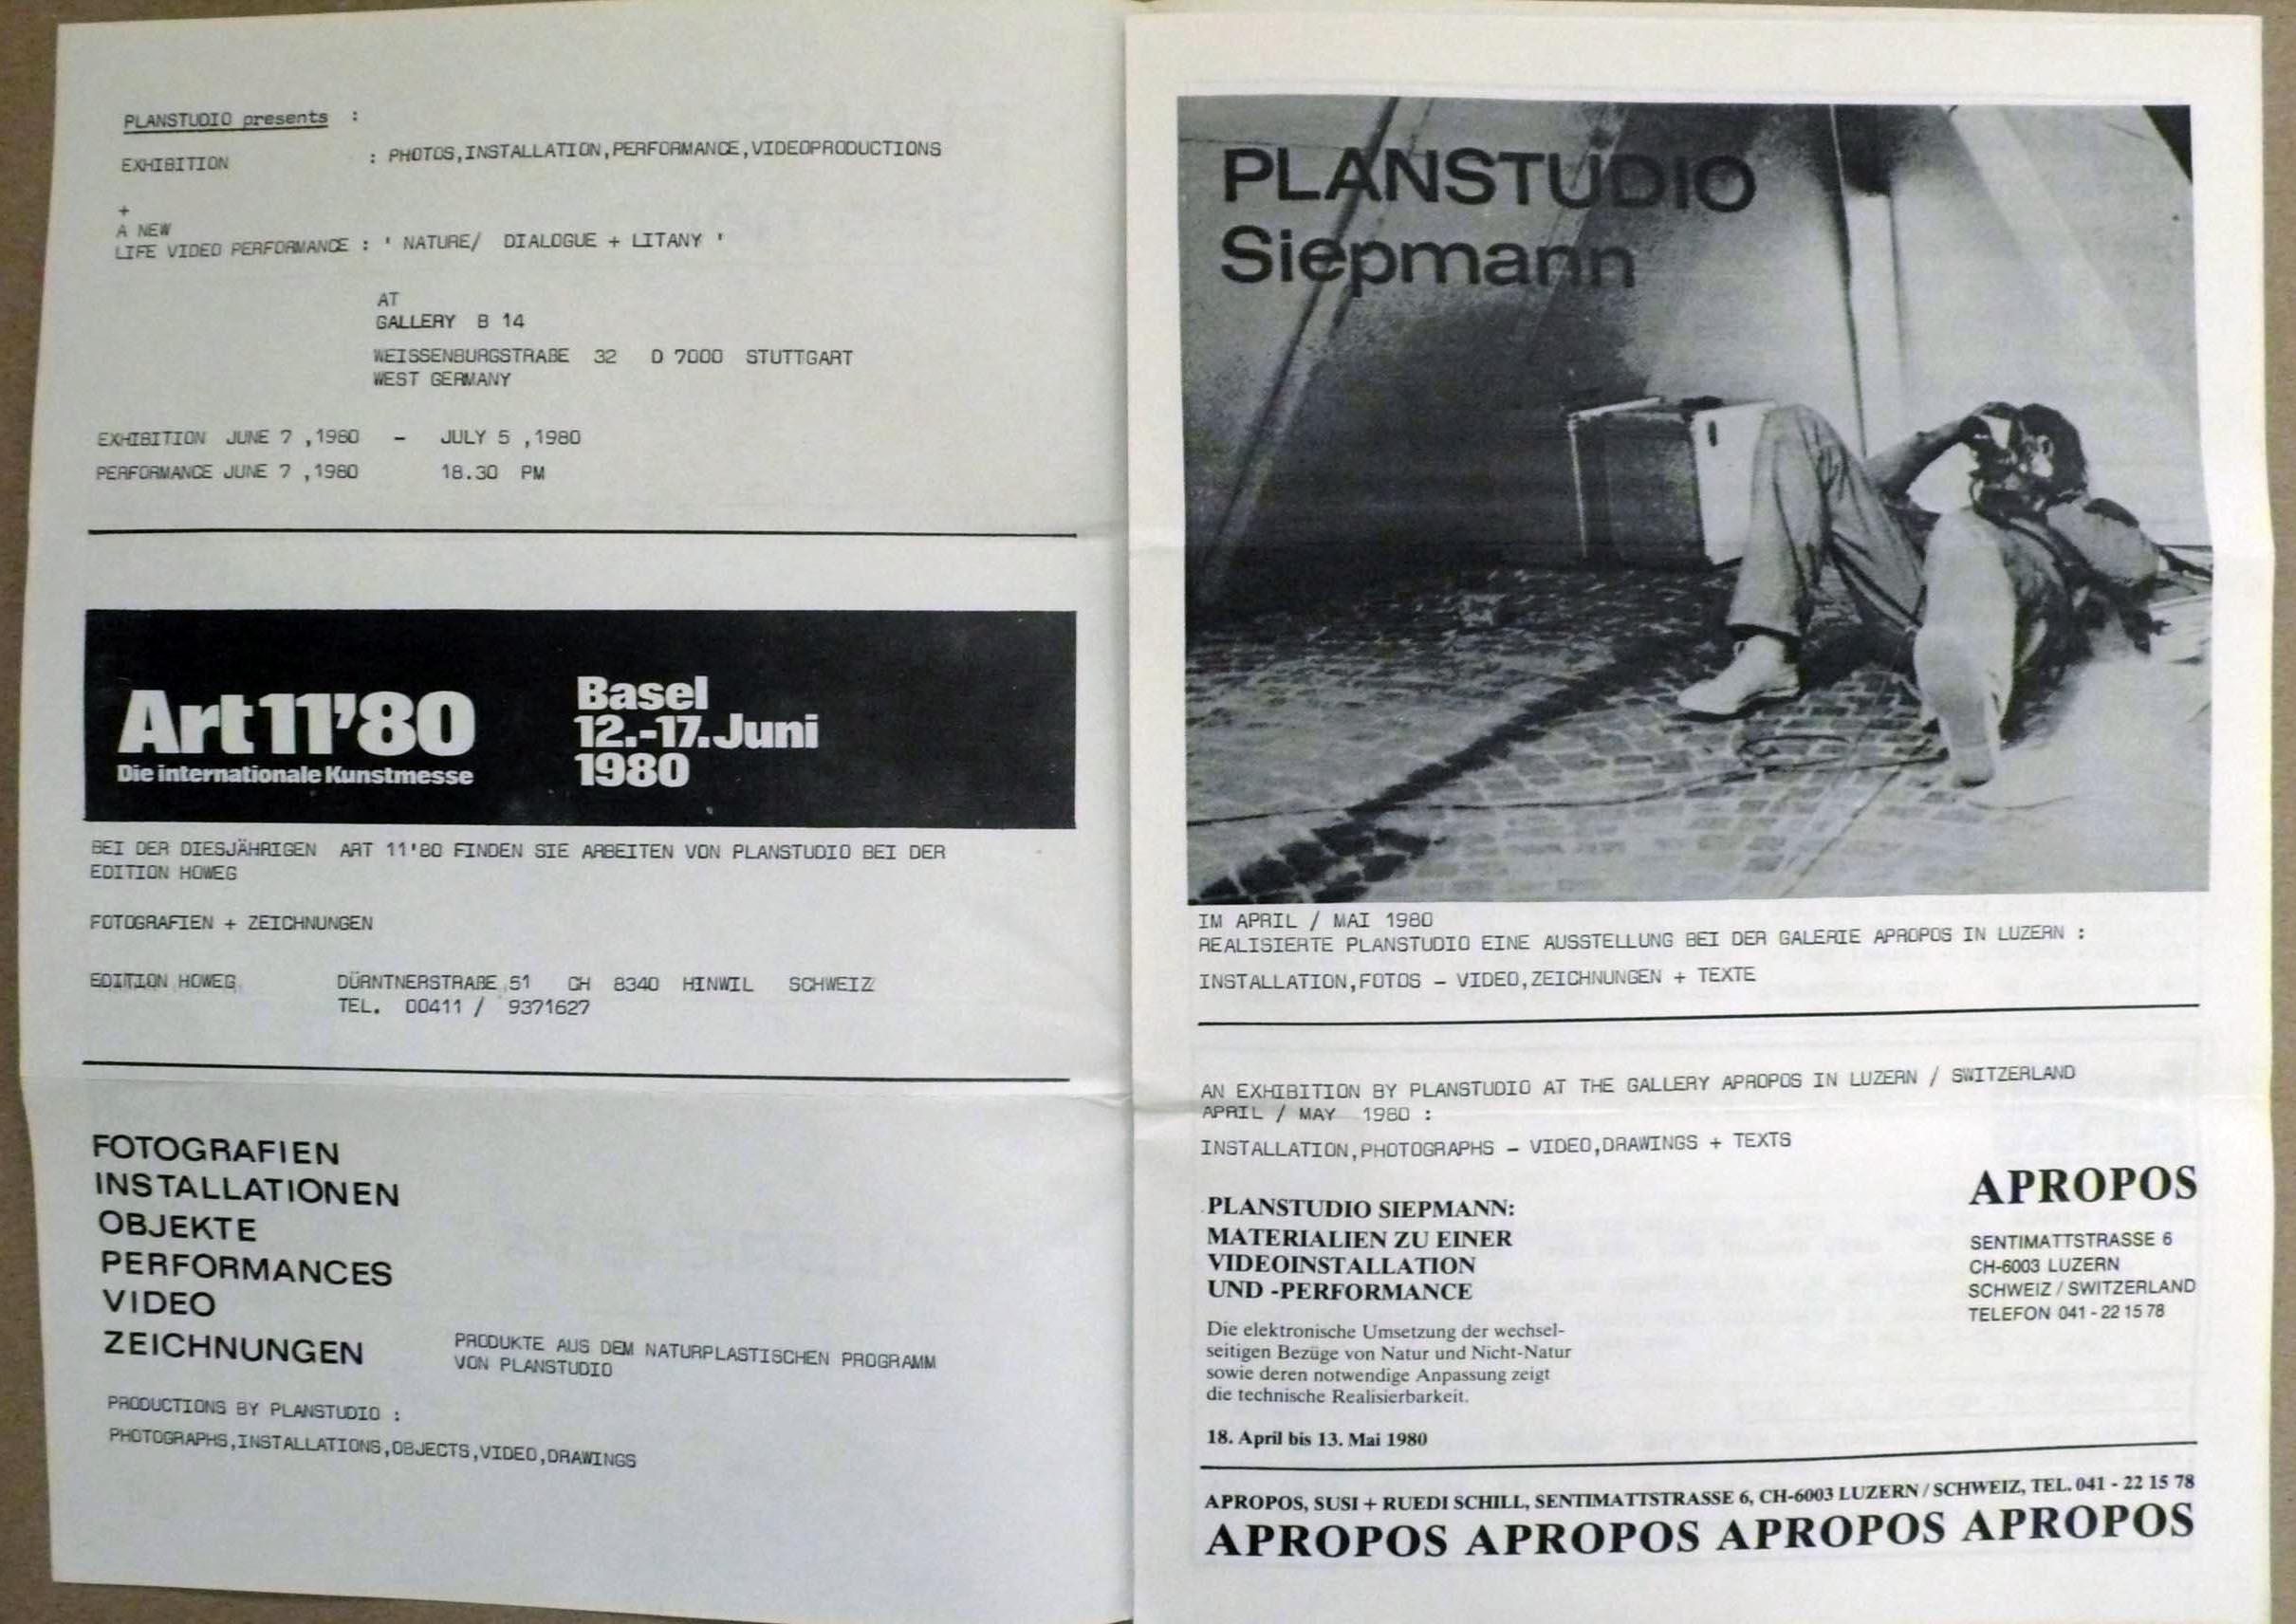 PLANSTUDIO presents :
EXHIBITION : PHOTOS,INSTALLATION,PERFORMANCE,VIDEOPRODUCTIONS
+
A NEW
LIFE VIDEO PERFORMANCE : ' NATURE/ DIALOGUE + LITANY '
AT
GALLERY B 14
WEISSENBURGSTRAßE 32 D 7000 STUTTGART
WEST GERMANY
EXHIBITION JUNE 7 ,1980 - JULY 5 ,1980
PERFORMANCE JUNE 7 ,1980 18.30 PM
Art 11'80
Die internationale Kunstmesse
Basel
12.-17. Juni
1980
BEI DER DIESJÄHRIGEN ART 11'80 FINDEN SIE ARBEITEN VON PLANSTUDIO BEI DER
EDITION HOWEG
FOTOGRAFIEN + ZEICHNUNGEN
EDITION HOWEG DÜRNTNERSTRAßE 51 CH 8340 HINWIL SCHWEIZ
TEL. 00411 / 9371627
FOTOGRAFIEN
INSTALLATIONEN
OBJEKTE
PERFORMANCES
VIDEO
ZEICHNUNGEN
PRODUKTE AUS DEM NATURPLASTISCHEN PROGRAMM
VON PLANSTUDIO
PRODUCTIONS BY PLANSTUDIO :
PHOTOGRAPHS,INSTALLATIONS,OBJECTS,VIDEO,DRAWINGS
PLANSTUDIO
Siepmann
IM APRIL / MAI 1980
REALISIERTE PLANSTUDIO EINE AUSSTELLUNG BEI DER GALERIE APROPOS IN LUZERN :
INSTALLATION,FOTOS - VIDEO,ZEICHNUNGEN + TEXTE
AN EXHIBITION BY PLANSTUDIO AT THE GALLERY APROPOS IN LUZERN / SWITZERLAND
APRIL / MAY 1980 :
INSTALLATION,PHOTOGRAPHS - VIDEO,DRAWINGS + TEXTS
PLANSTUDIO SIEPMANN:
MATERIALIEN ZU EINER
VIDEOINSTALLATION
UND -PERFORMANCE
Die elektronische Umsetzung der wechsel-
seitigen Bezüge von Natur und Nicht-Natur
sowie deren notwendige Anpassung zeigt
die technische Realisierbarkeit.
18. April bis 13. Mai 1980
APROPOS
SENTIMATTSTRASSE 6
CH-6003 LUZERN
SCHWEIZ / SWITZERLAND
TELEFON 041 - 22 15 78
APROPOS, SUSI + RUEDI SCHILL, SENTIMATTSTRASSE 6, CH-6003 LUZERN / SCHWEIZ, TEL. 041 - 22 15 78
APROPOS APROPOS APROPOS APROPOS